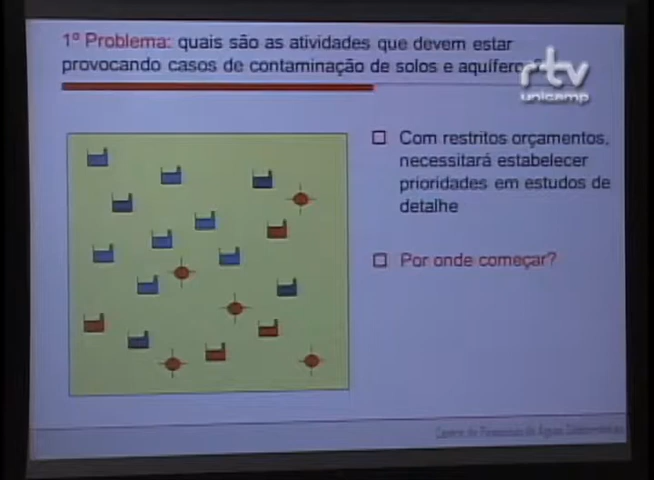 1º Problema: quais são as atividades que devem estar
provocando casos de contaminação de solos e aquífero
rtv
unicamp
Com restritos orçamentos,
necessitará estabelecer
prioridades em estudos de
detalhe
Por onde começar?